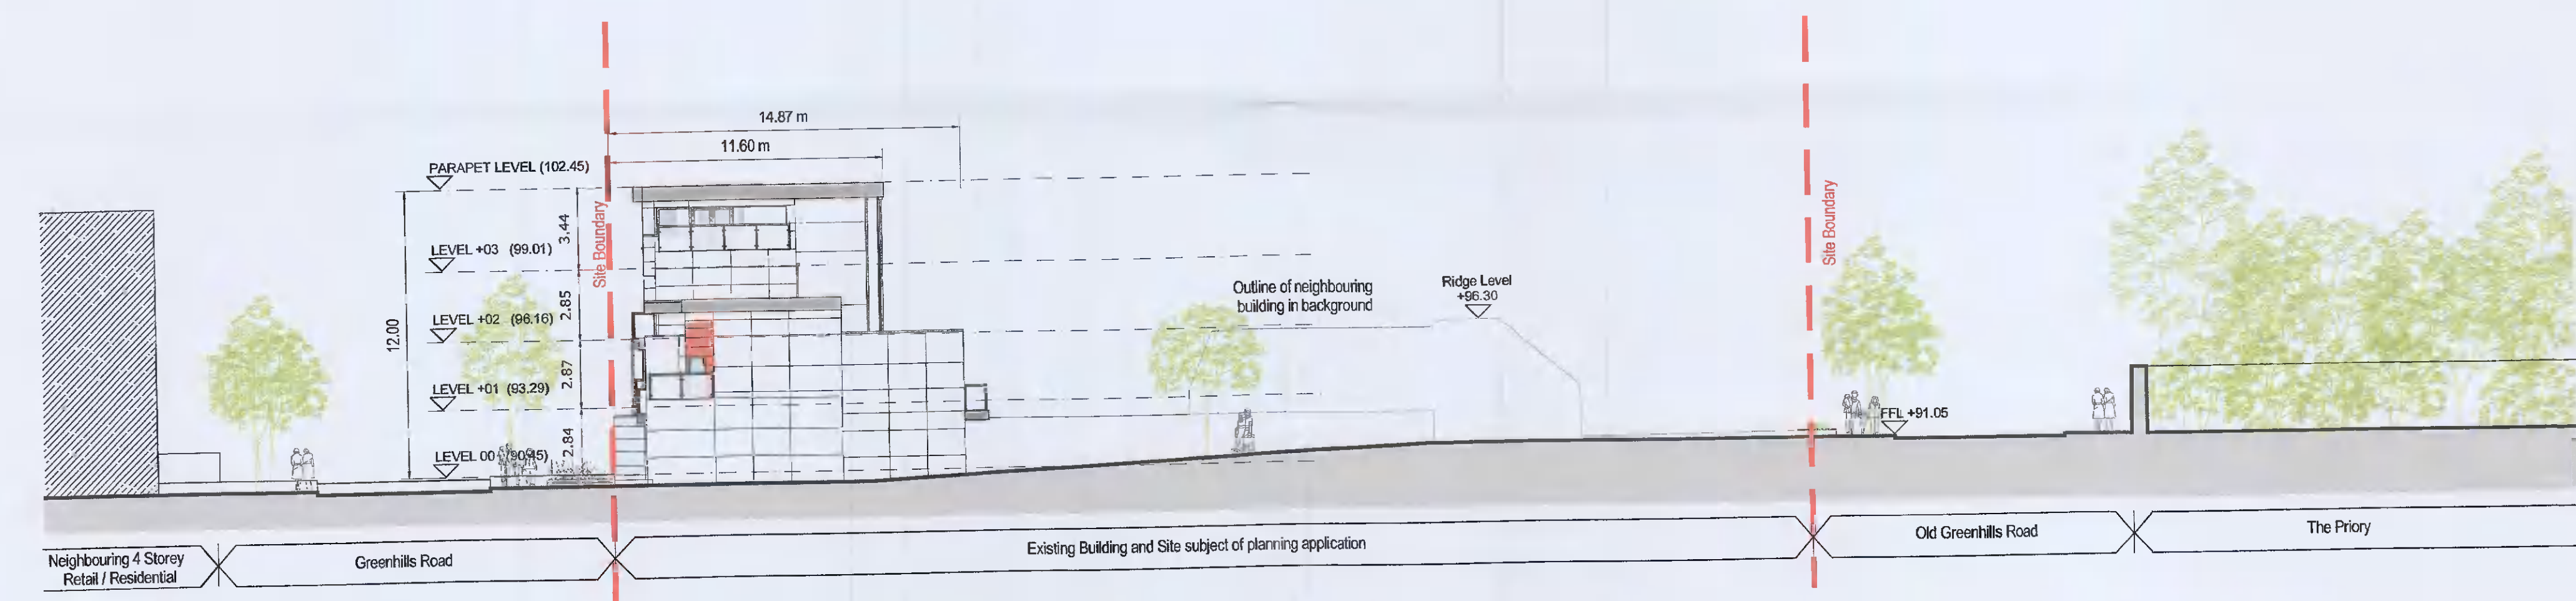 14.87 m
11.60 m
PARAPET LEVEL (102.45)
3.44
Site Boundary
Site Boundary
LEVEL +03 (99.01)
2.85
Outline of neighbouring
building in background
Ridge Level
+96.30
LEVEL +02 (96.16)
12.00
2.87
LEVEL +01 (93.29)
FFL +91.05
2.84
LEVEL 00 (90.45)
Neighbouring 4 Storey
Retail / Residential
Greenhills Road
Existing Building and Site subject of planning application
Old Greenhills Road
The Priory